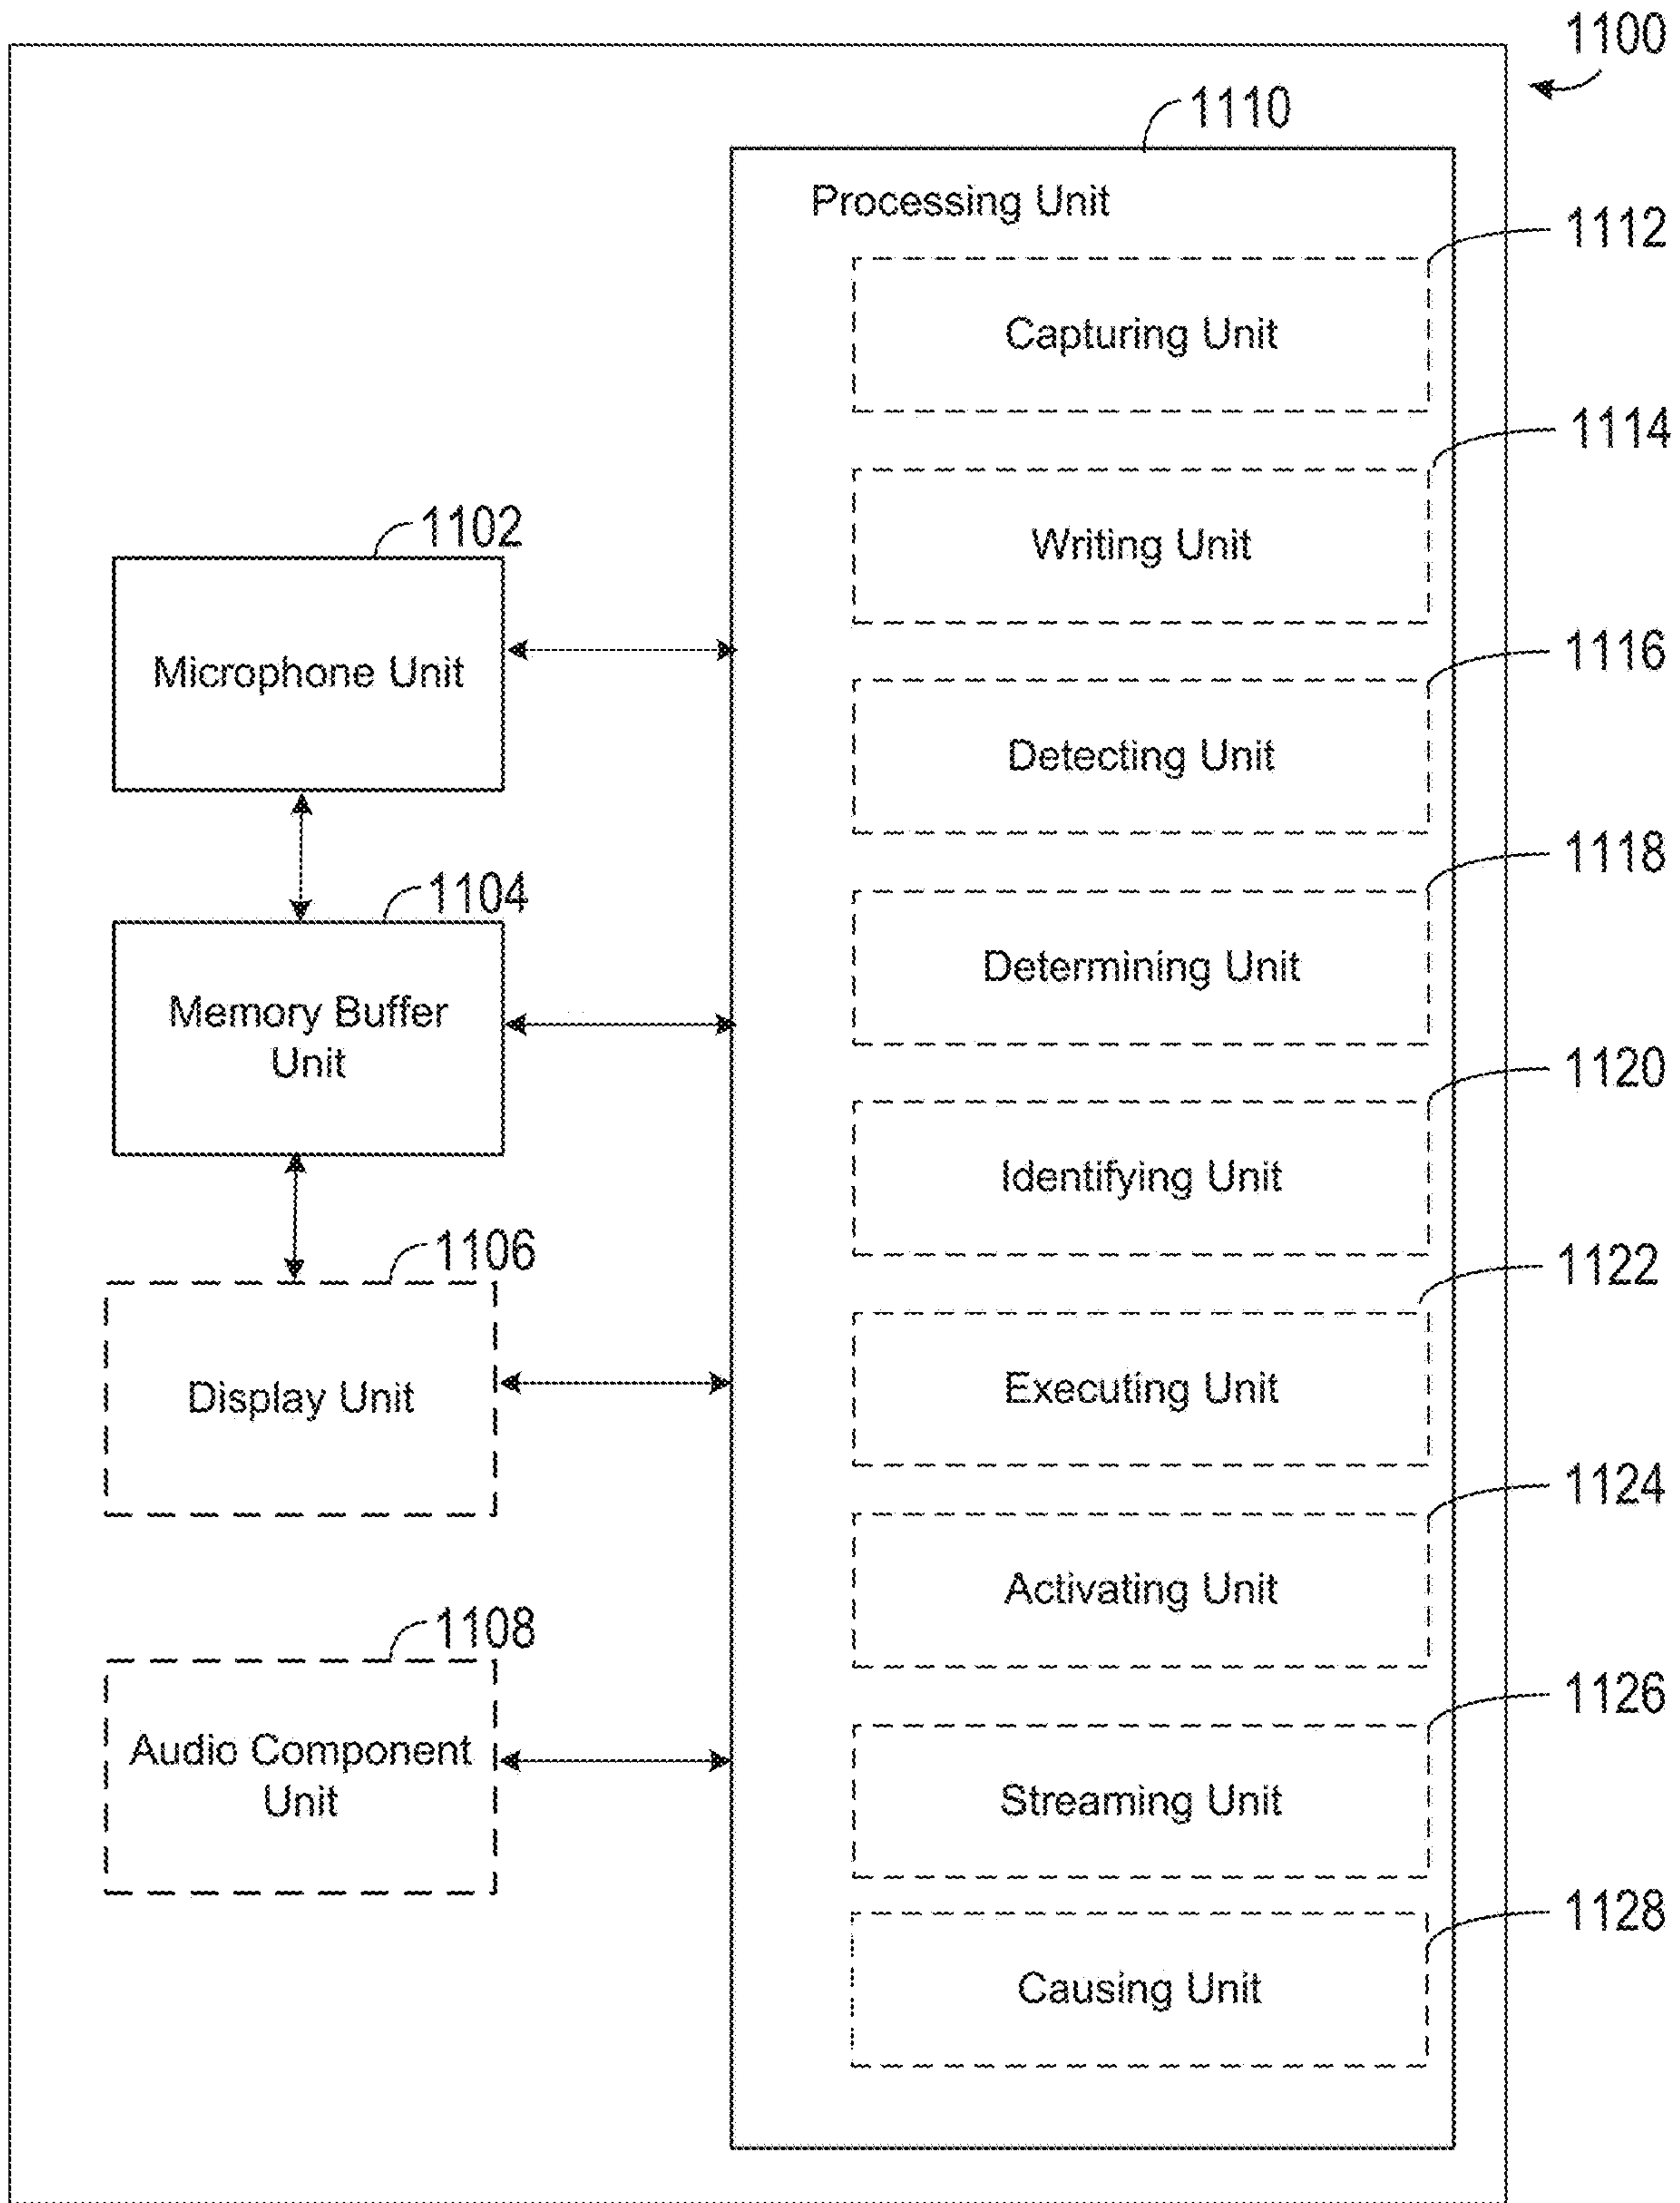 1100
1110
Processing Unit
1112
Capturing Unit
1114
Writing Unit
1102
Microphone Unit
1116
Detecting Unit
1104
Memory Buffer
Unit
1118
Determining Unit
1120
Identifying Unit
1106
Display Unit
1122
Executing Unit
1124
Activating Unit
1108
Audio Component
Unit
1126
Streaming Unit
1128
Causing Unit